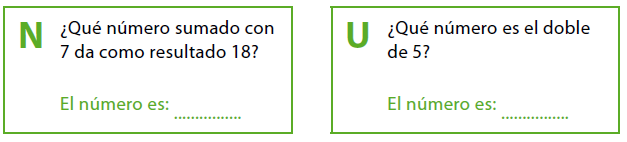 N ¿Qué número sumado con
7 da como resultado 18?
El número es: ................
U ¿Qué número es el doble
de 5?
El número es: ................